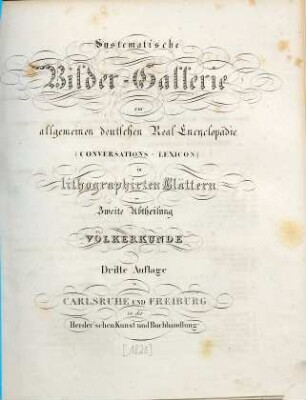 Systematische
Bilder-Gallerie
zur
allgemeinen deutschen Real-Encyclopädie
(CONVERSATIONS-LEXICON)
in
lithographirten Blättern
Zweite Abtheilung
VÖLKERKUNDE
Dritte Auflage
CARLSRUHE UND FREIBURG
in der
Herder'schen Kunst und Buchhandlung